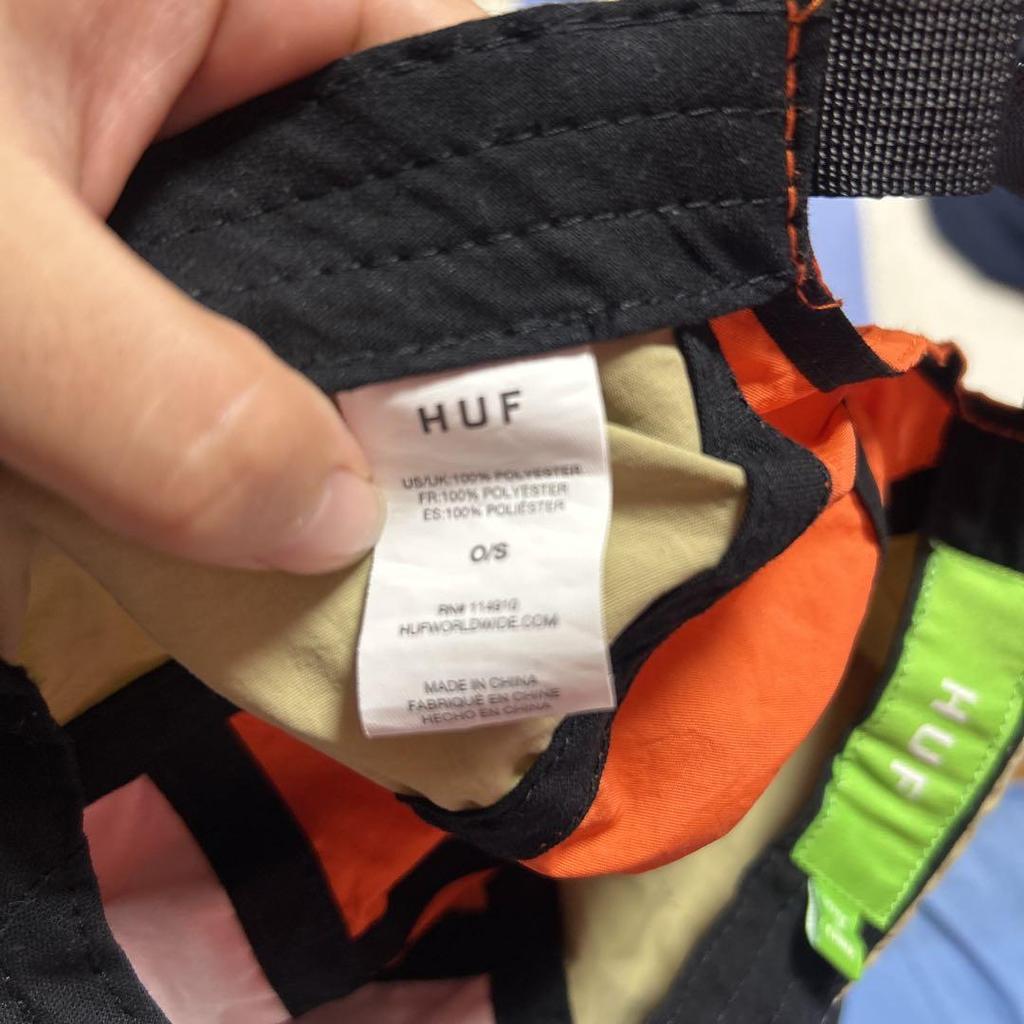 HUF
US/UK:100% POLYESTER
FR:100% POLYESTER
ES:100% POLIÉSTER
O/S
RN# 114910
HUFWORLDWIDE.COM
MADE IN CHINA
FABRIQUÉ EN CHINE
HECHO EN CHINA
HUF